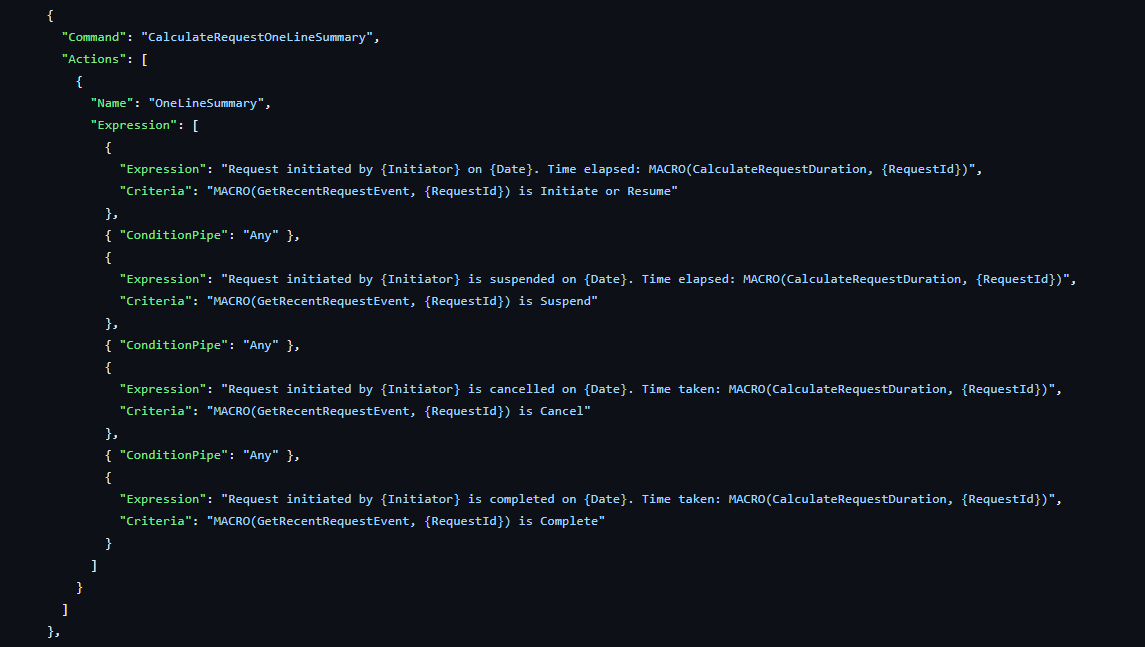 {
"Command": "CalculateRequestOneLineSummary",
"Actions": [
{
"Name": "OneLineSummary",
"Expression": [
{
"Expression": "Request initiated by {Initiator} on {Date}. Time elapsed: MACRO(CalculateRequestDuration, {RequestId})",
"Criteria": "MACRO(GetRecentRequestEvent, {RequestId}) is Initiate or Resume"
},
{ "ConditionPipe": "Any" },
{
"Expression": "Request initiated by {Initiator} is suspended on {Date}. Time elapsed: MACRO(CalculateRequestDuration, {RequestId})",
"Criteria": "MACRO(GetRecentRequestEvent, {RequestId}) is Suspend"
},
{ "ConditionPipe": "Any" },
{
"Expression": "Request initiated by {Initiator} is cancelled on {Date}. Time taken: MACRO(CalculateRequestDuration, {RequestId})",
"Criteria": "MACRO(GetRecentRequestEvent, {RequestId}) is Cancel"
},
{ "ConditionPipe": "Any" },
{
"Expression": "Request initiated by {Initiator} is completed on {Date}. Time taken: MACRO(CalculateRequestDuration, {RequestId})",
"Criteria": "MACRO(GetRecentRequestEvent, {RequestId}) is Complete"
}
]
}
]
},